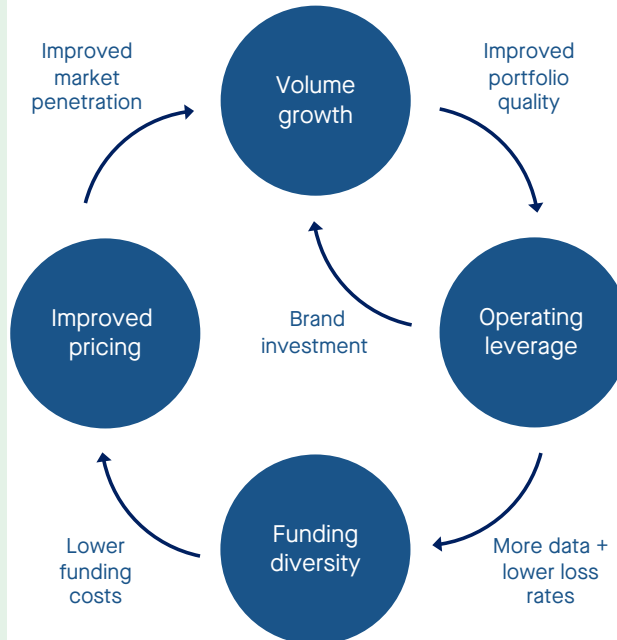 Improved
market
penetration
Volume
growth
Improved
portfolio
quality
Improved
pricing
Brand
investment
Operating
leverage
Lower
funding
costs
Funding
diversity
More data +
lower loss
rates